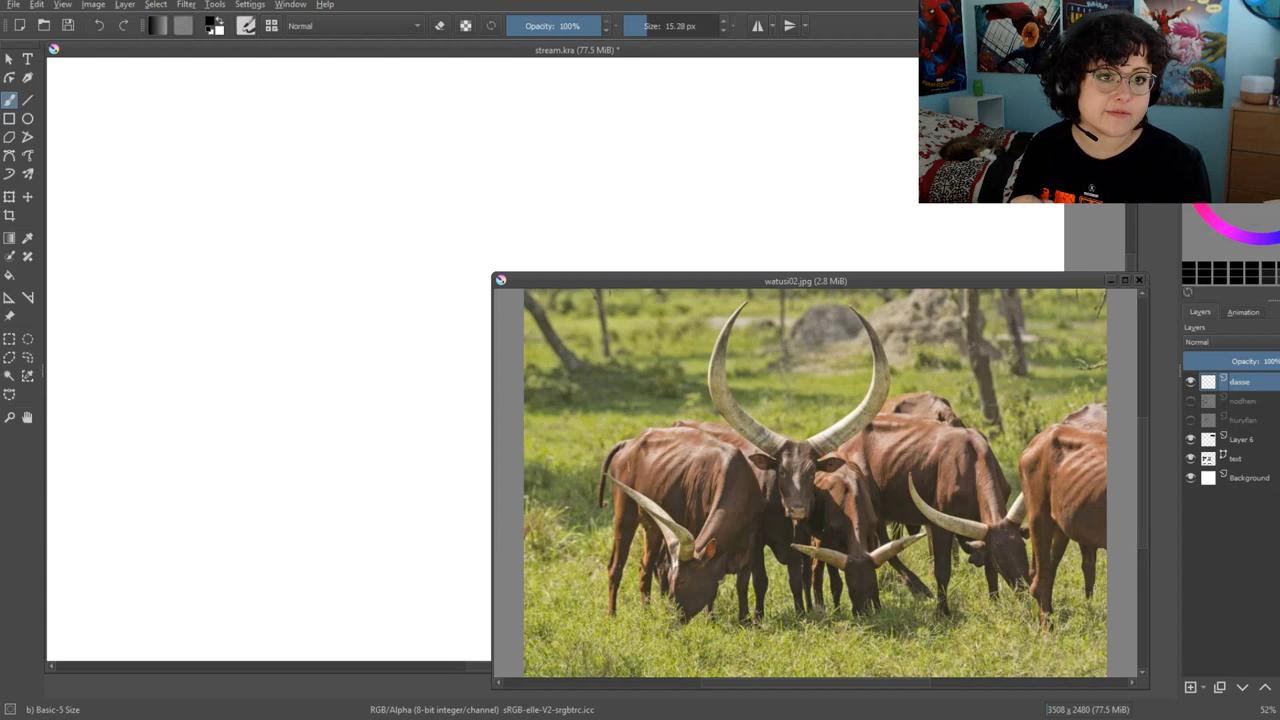 File Edit View Image Layer Select Filter Tools Settings Window Help
Normal
Opacity: 100%
Size: 15.28 px
stream.kra (77.5 MiB) *
watusi02.jpg (2.8 MiB)
Layers Animation
Layers
Normal
Opacity: 100%
dasse
nodhem
huryflan
Layer 6
text
Background
b) Basic-5 Size
RGB/Alpha (8-bit integer/channel) sRGB-elle-V2-srgbtrc.icc
3508 x 2480 (77.5 MiB)
52%